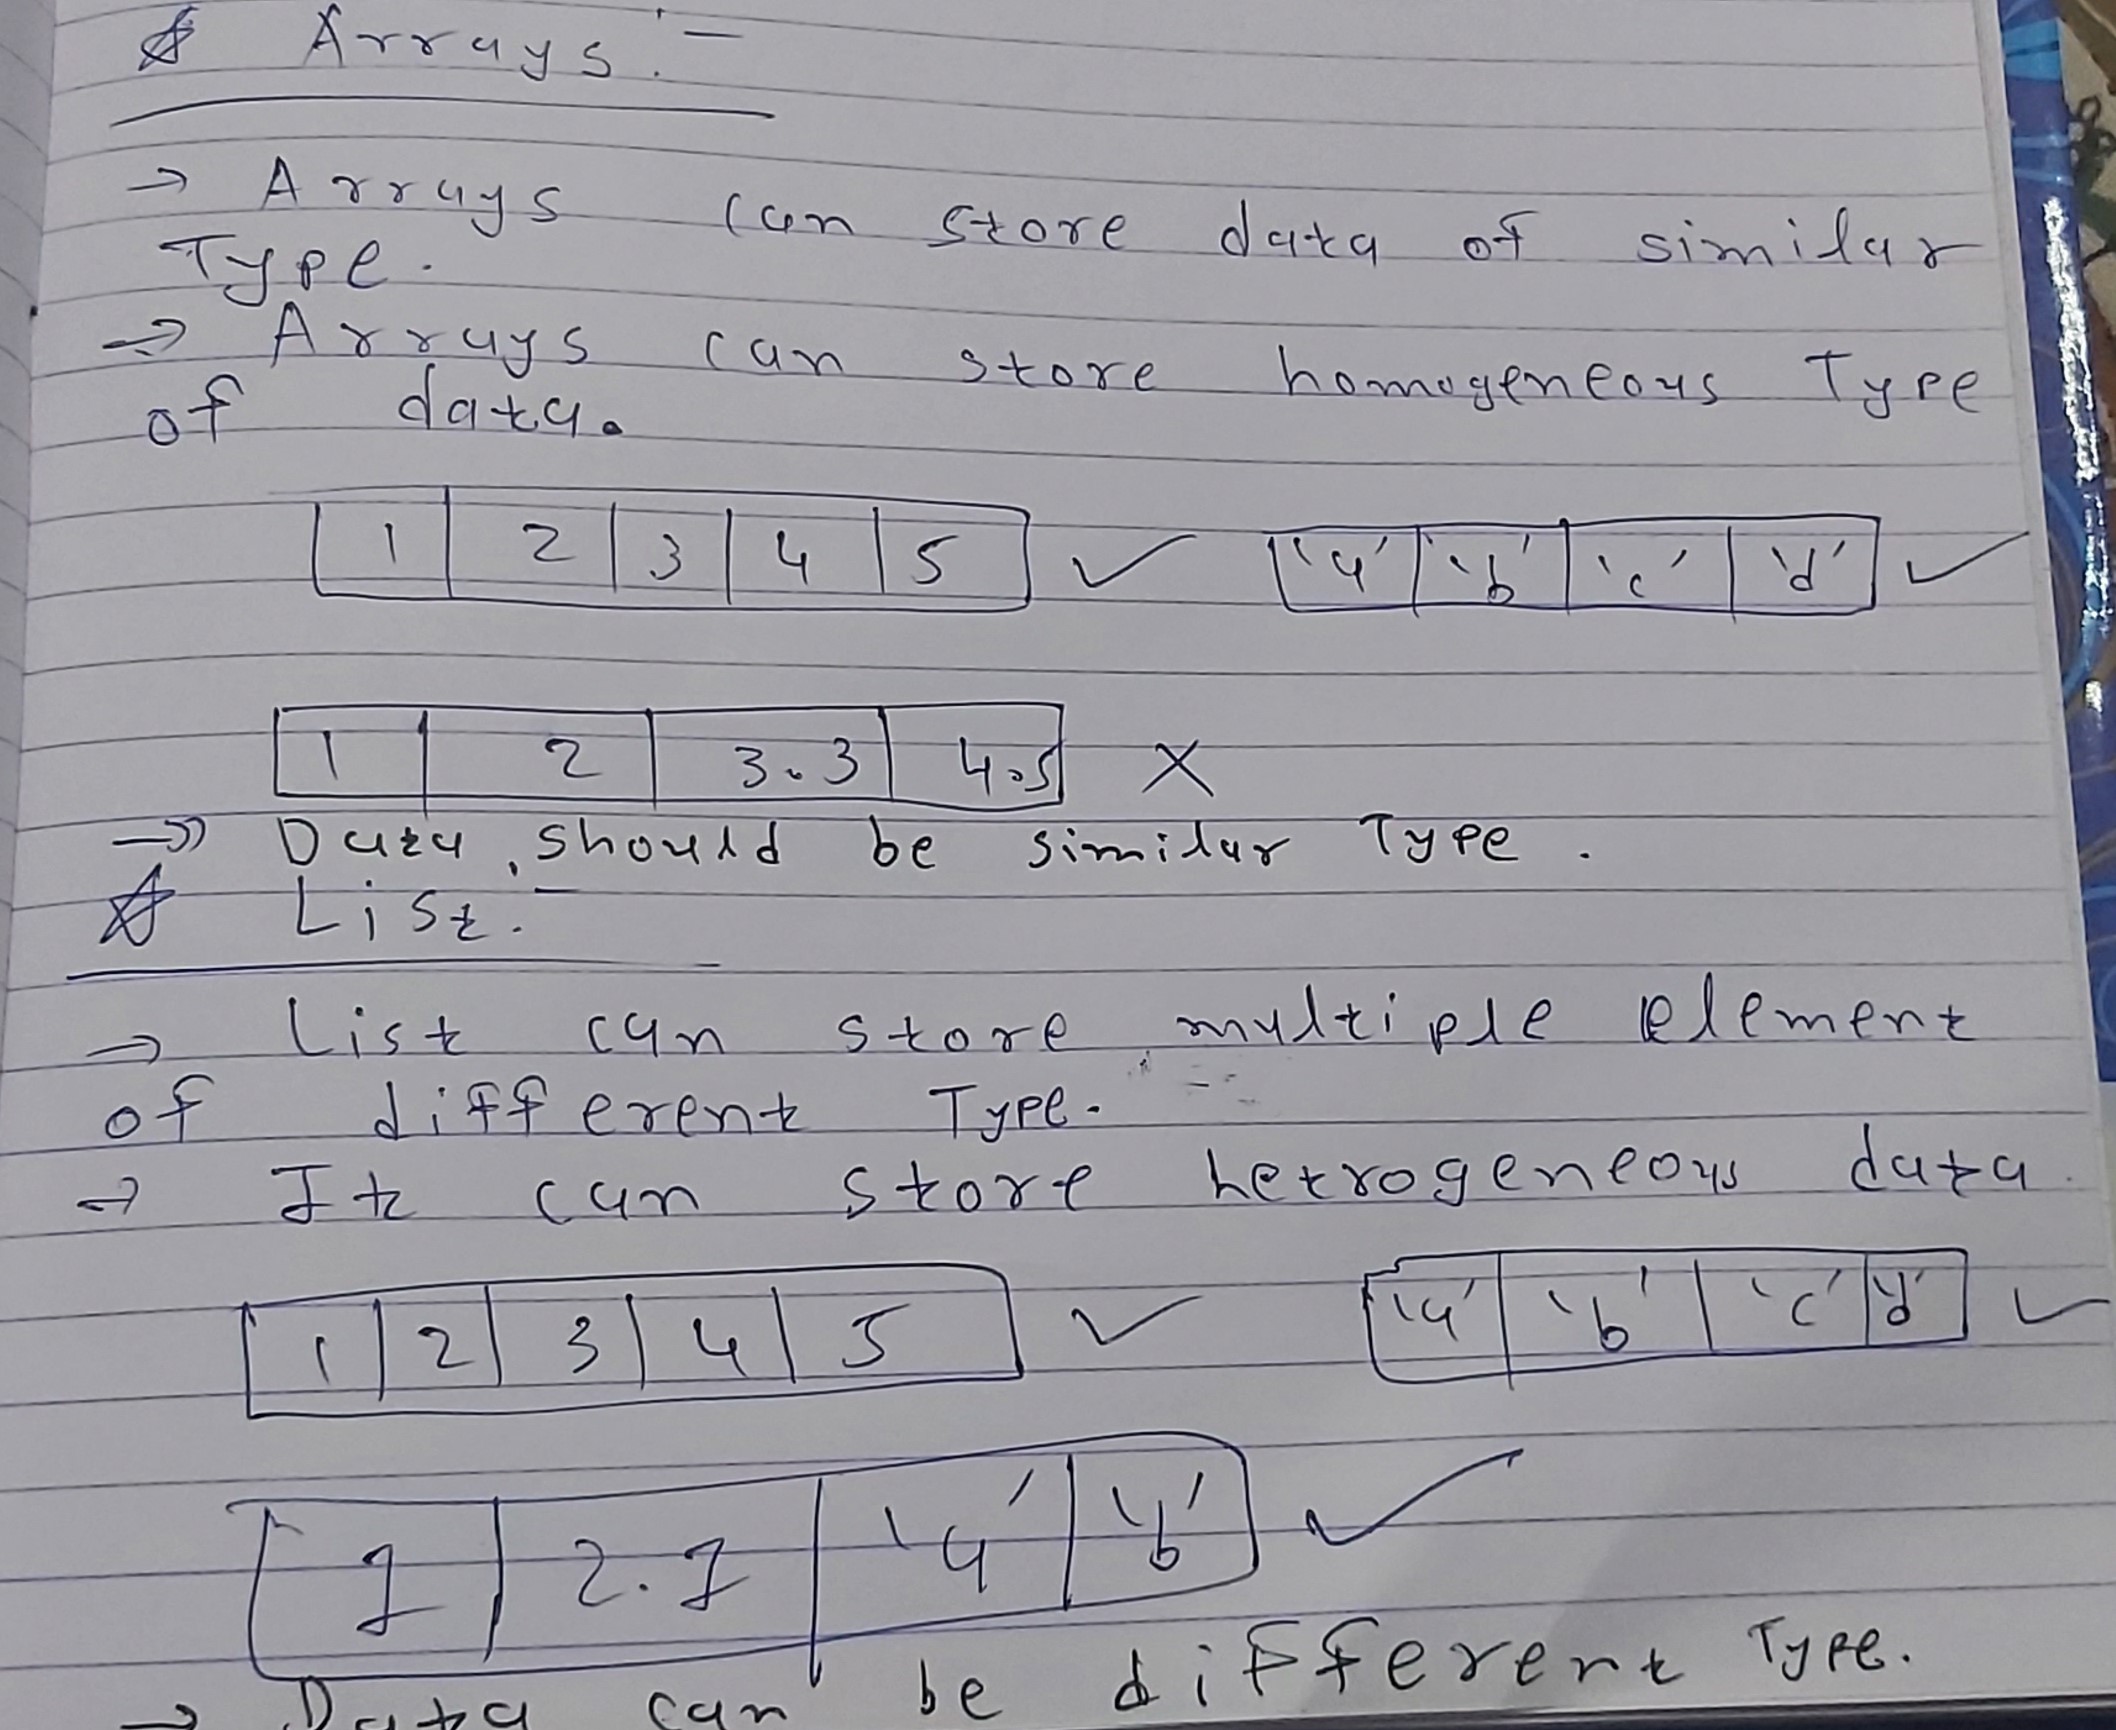 Arrays :-
→ Arrays can store data of similar
Type.
→ Arrays can store homogeneous Type
of data.
1 2 3 4 5 ✓ 'a' 'b' 'c' 'd' ✓
1 2 3.3 4.5 ×
→ Data should be similar Type.
List.
→ List can store multiple element
of different Type.
→ It can store hetrogeneous data.
1 2 3 4 5 ✓ 'a' 'b' 'c' 'd' ✓
1 2.1 'a' 'b' ✓
→ Data can be different Type.